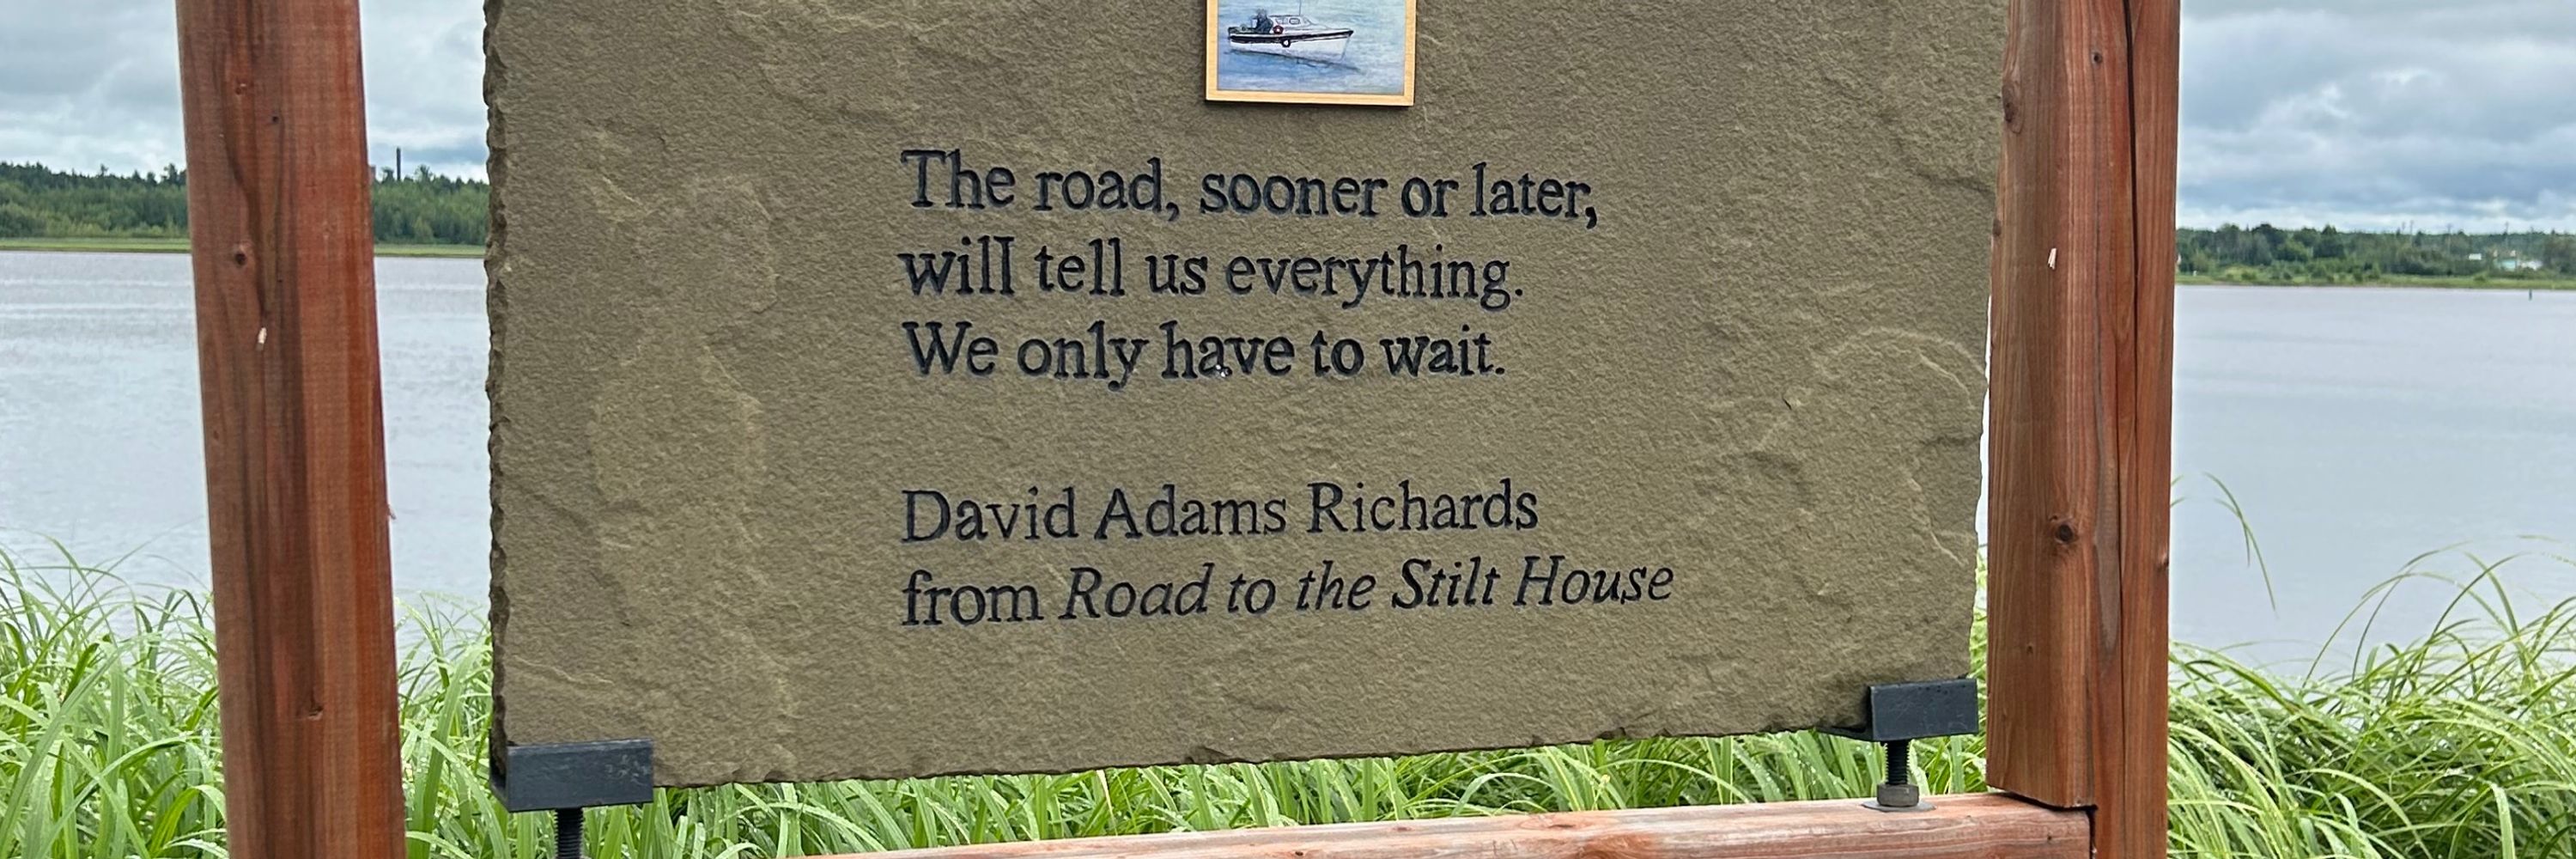 The road, sooner or later,
will tell us everything.
We only have to wait.
David Adams Richards
from Road to the Stilt House